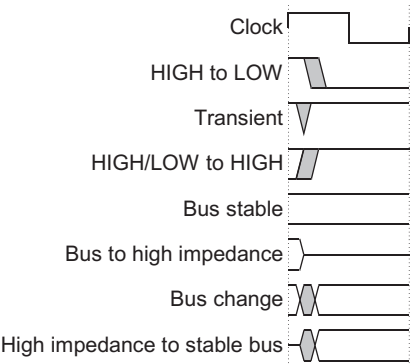 Clock
HIGH to LOW
Transient
HIGH/LOW to HIGH
Bus stable
Bus to high impedance
Bus change
High impedance to stable bus